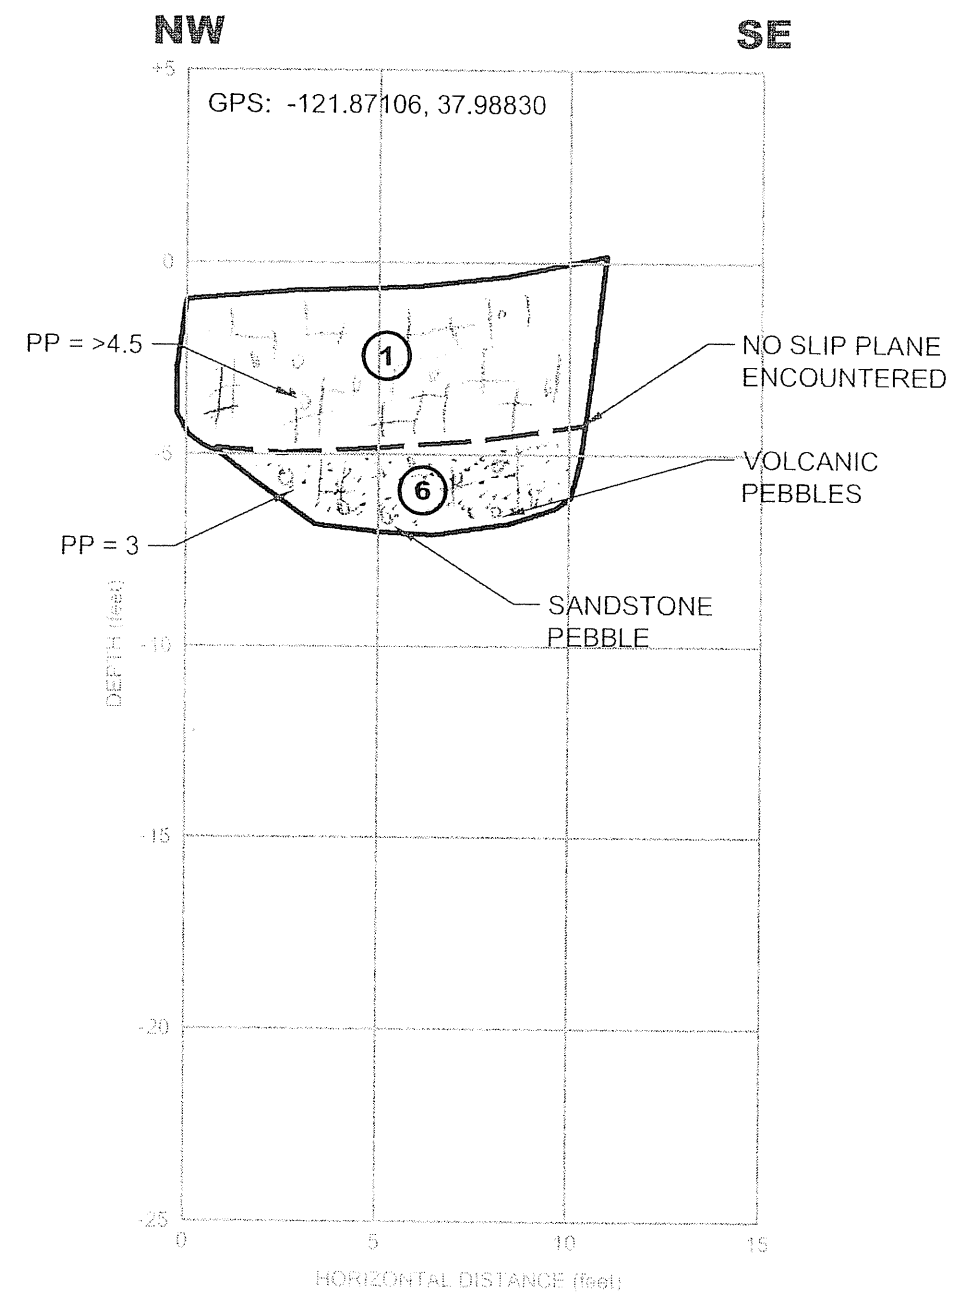 NW SE
+5
GPS: -121.87106, 37.98830
0
PP = >4.5
1
NO SLIP PLANE
ENCOUNTERED
-5
VOLCANIC
PEBBLES
6
PP = 3
SANDSTONE
PEBBLE
DEPTH (feet)
-10
-15
-20
-25
0 5 10 15
HORIZONTAL DISTANCE (feet)